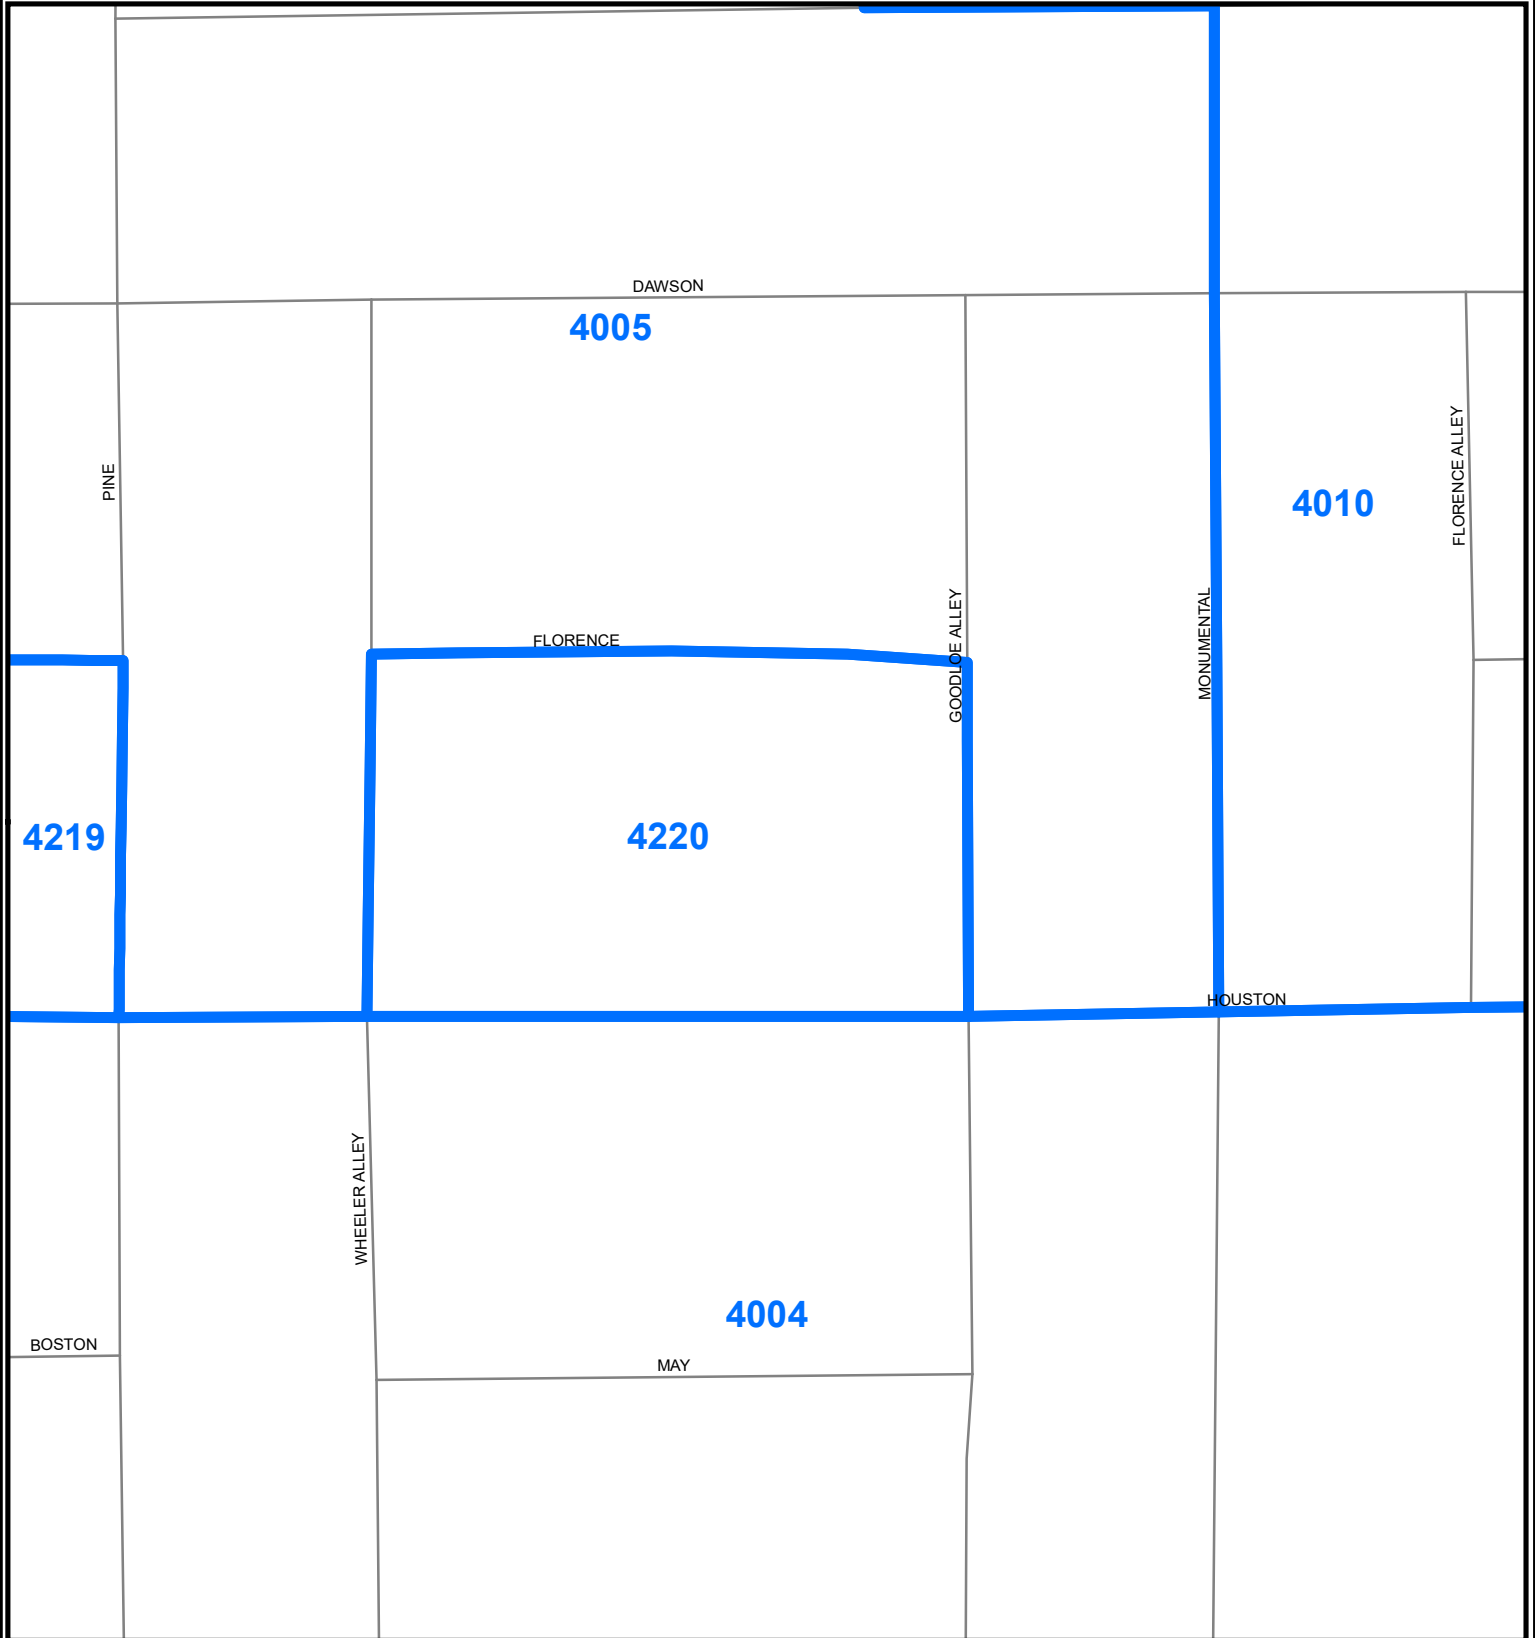 DAWSON
4005
PINE
FLORENCE ALLEY
4010
GOODLOE ALLEY
MONUMENTAL
FLORENCE
4219
4220
HOUSTON
WHEELER ALLEY
4004
BOSTON
MAY